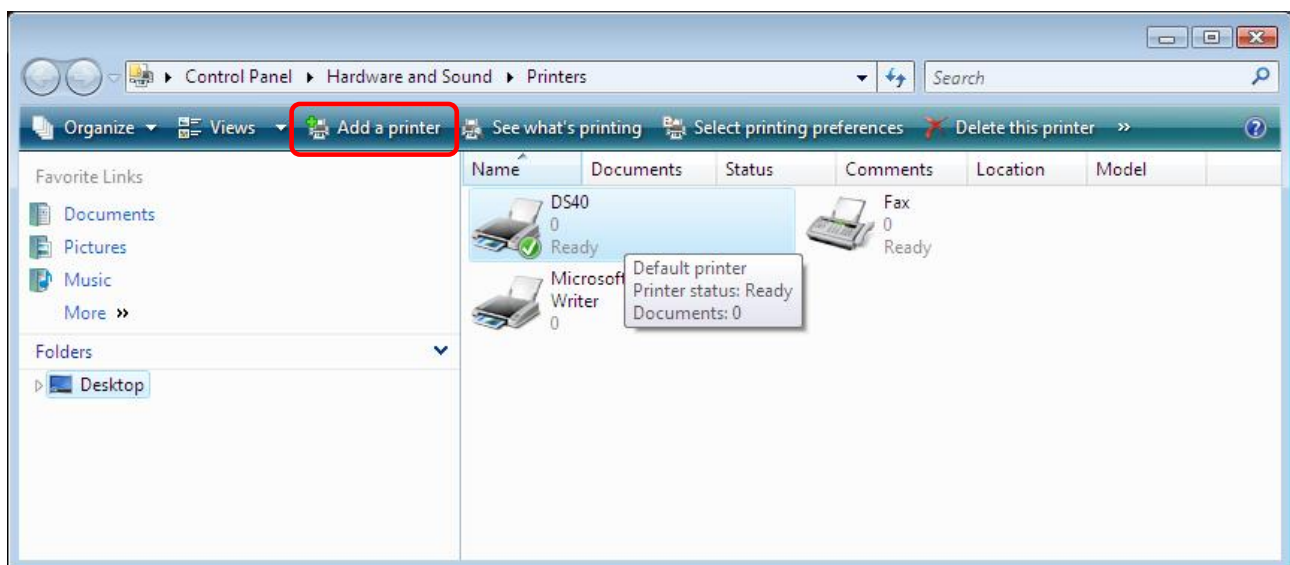 Control Panel Hardware and Sound Printers Search
Organize Views Add a printer See what's printing Select printing preferences Delete this printer »
Favorite Links
Documents
Pictures
Music
More »
Folders
Desktop
Name Documents Status Comments Location Model
DS40
0
Ready
Fax
0
Ready
Microsoft
Writer
0
Default printer
Printer status: Ready
Documents: 0